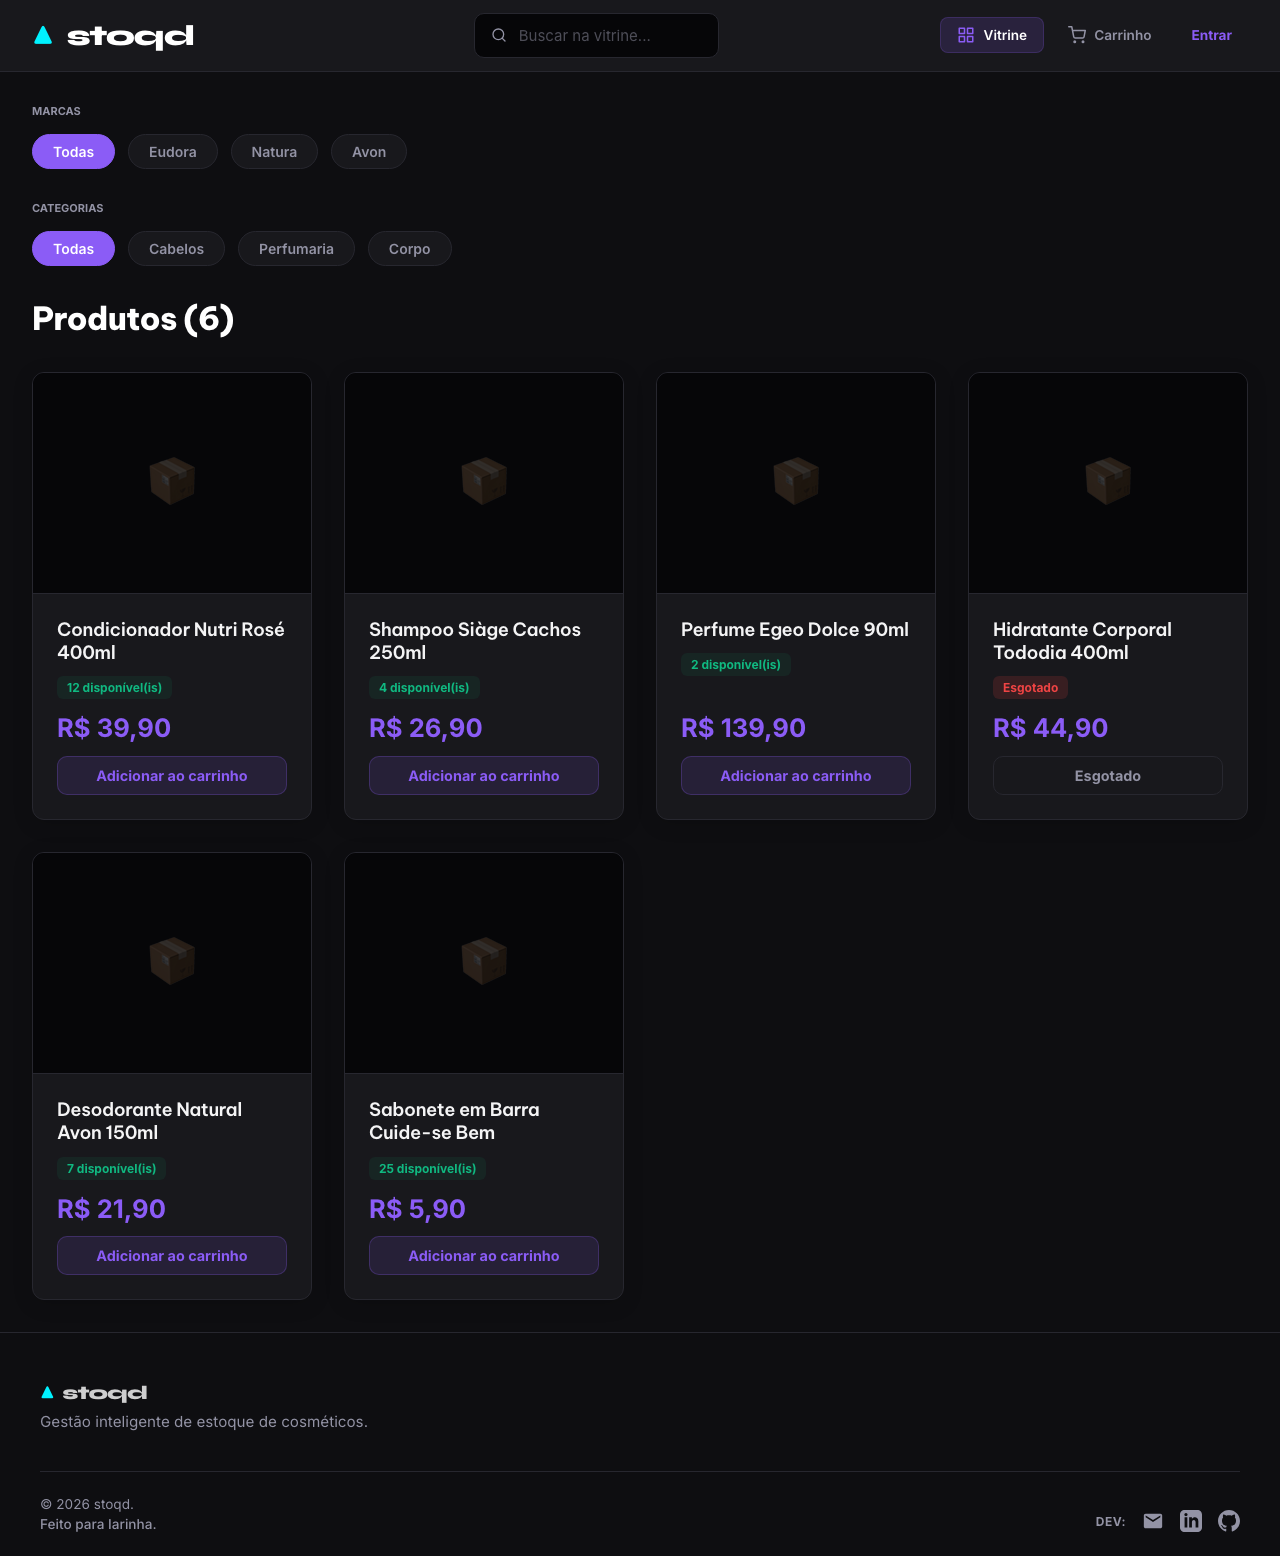 stoqd
Buscar na vitrine...
Vitrine
Carrinho
Entrar
MARCAS
Todas
Eudora
Natura
Avon
CATEGORIAS
Todas
Cabelos
Perfumaria
Corpo
Produtos (6)
Condicionador Nutri Rosé
400ml
12 disponível(is)
R$ 39,90
Adicionar ao carrinho
Shampoo Siàge Cachos
250ml
4 disponível(is)
R$ 26,90
Adicionar ao carrinho
Perfume Egeo Dolce 90ml
2 disponível(is)
R$ 139,90
Adicionar ao carrinho
Hidratante Corporal
Tododia 400ml
Esgotado
R$ 44,90
Esgotado
Desodorante Natural
Avon 150ml
7 disponível(is)
R$ 21,90
Adicionar ao carrinho
Sabonete em Barra
Cuide-se Bem
25 disponível(is)
R$ 5,90
Adicionar ao carrinho
stoqd
Gestão inteligente de estoque de cosméticos.
© 2026 stoqd.
Feito para Iarinha.
DEV: